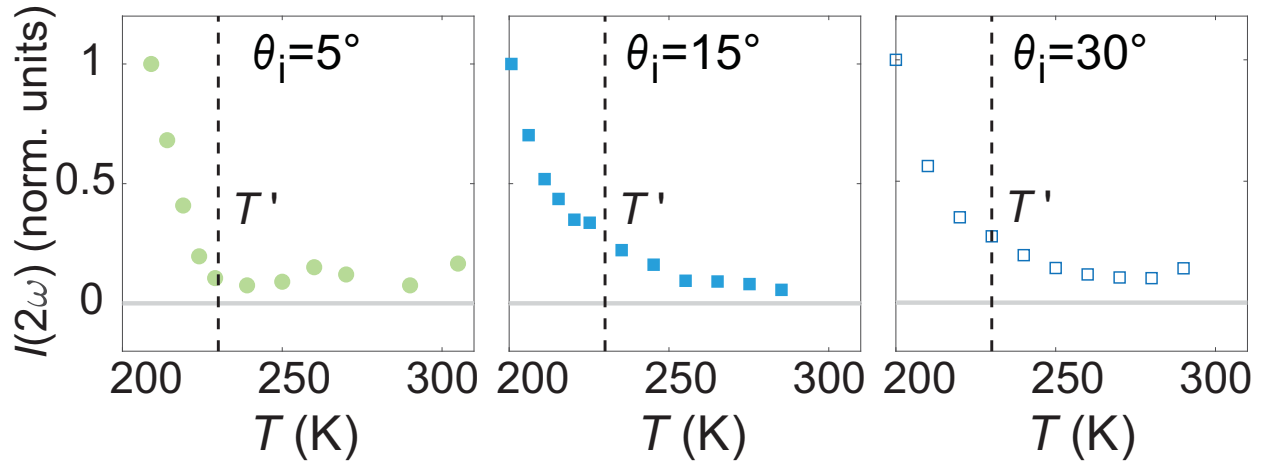 I(2ω) (norm. units)
1
0.5
0
θi=5°
T '
200
250
300
T (K)
θi=15°
T '
200
250
300
T (K)
θi=30°
T '
200
250
300
T (K)